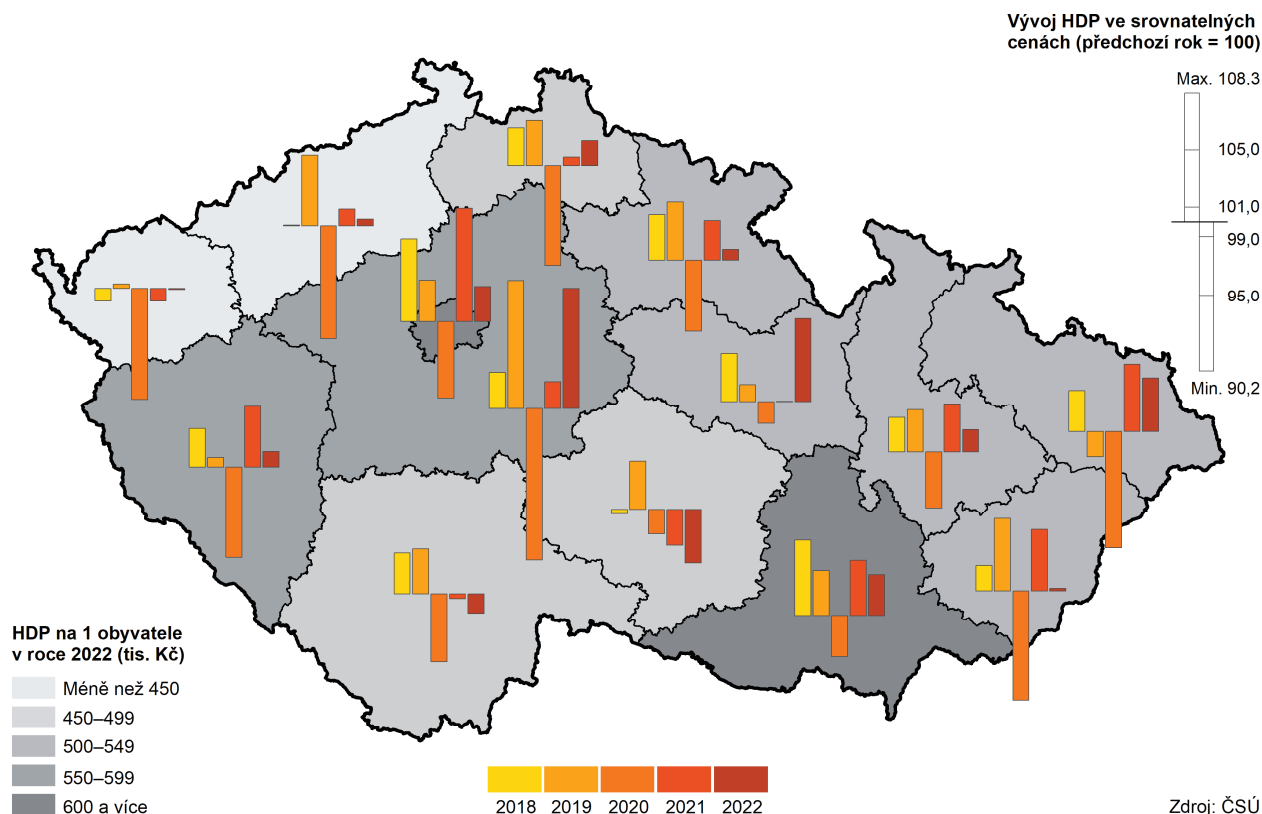 Vývoj HDP ve srovnatelných
cenách (předchozí rok = 100)
Max. 108.3
105,0
101,0
99,0
95,0
Min. 90,2
HDP na 1 obyvatele
v roce 2022 (tis. Kč)
Méně než 450
450–499
500–549
550–599
600 a více
2018 2019 2020 2021 2022
Zdroj: ČSÚ